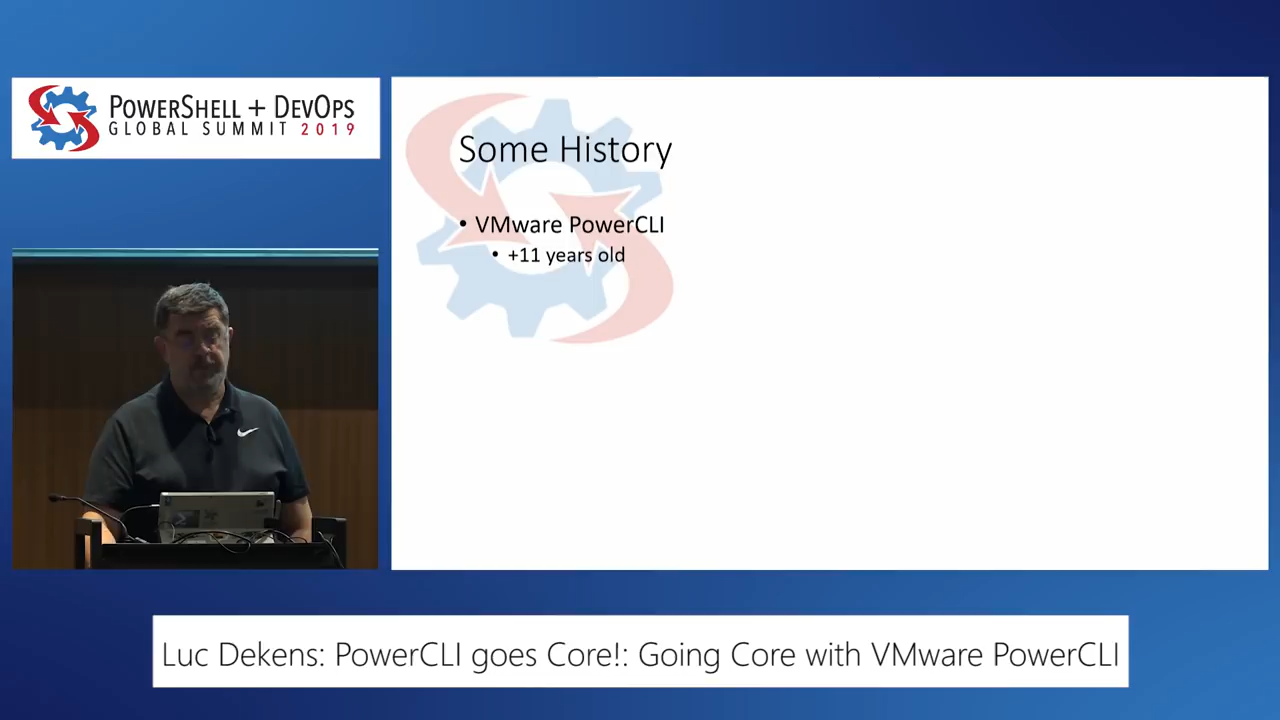 POWERSHELL + DEVOPS
GLOBAL SUMMIT 2019
Some History
• VMware PowerCLI
• +11 years old
Luc Dekens: PowerCLI goes Core!: Going Core with VMware PowerCLI